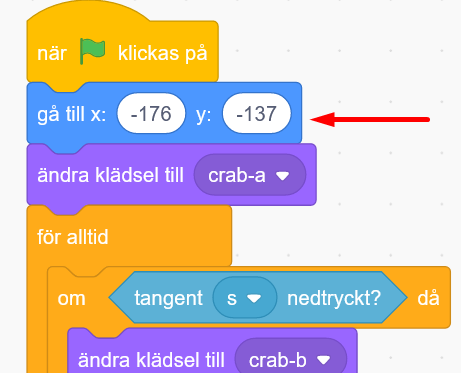 när klickas på
gå till x: -176 y: -137
ändra klädsel till crab-a
för alltid
om tangent s nedtryckt? då
ändra klädsel till crab-b